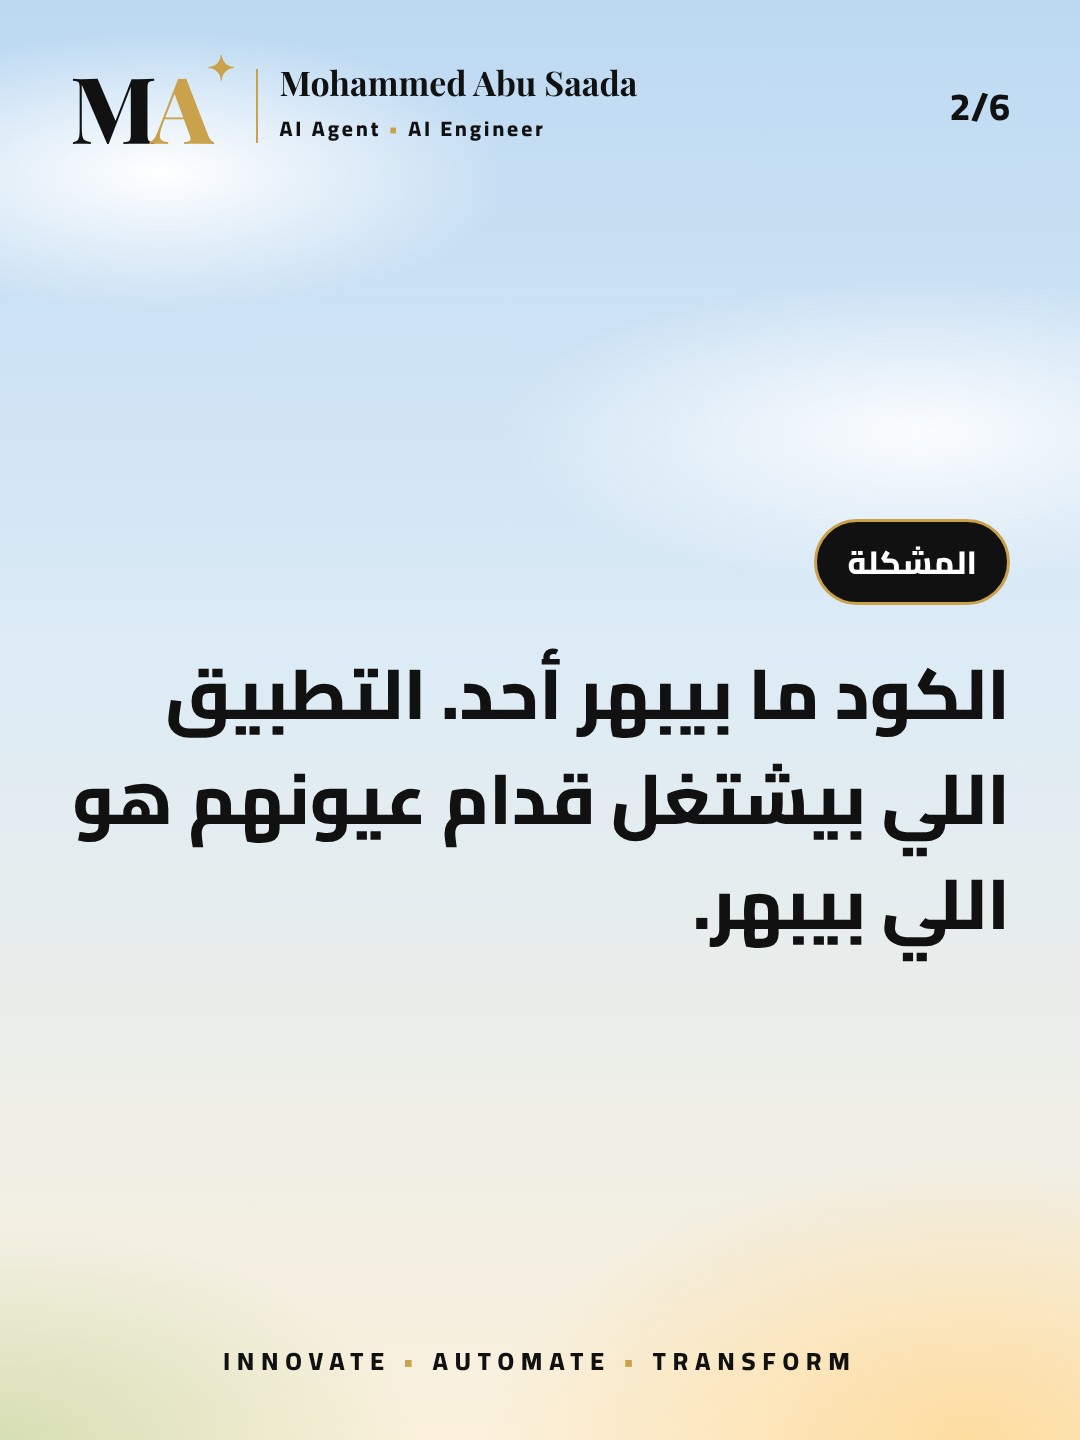 MA
Mohammed Abu Saada
AI Agent ▪ AI Engineer
2/6
المشكلة
الكود ما بيبهر أحد. التطبيق
اللي بيشتغل قدام عيونهم هو
اللي بيبهر.
INNOVATE ▪ AUTOMATE ▪ TRANSFORM